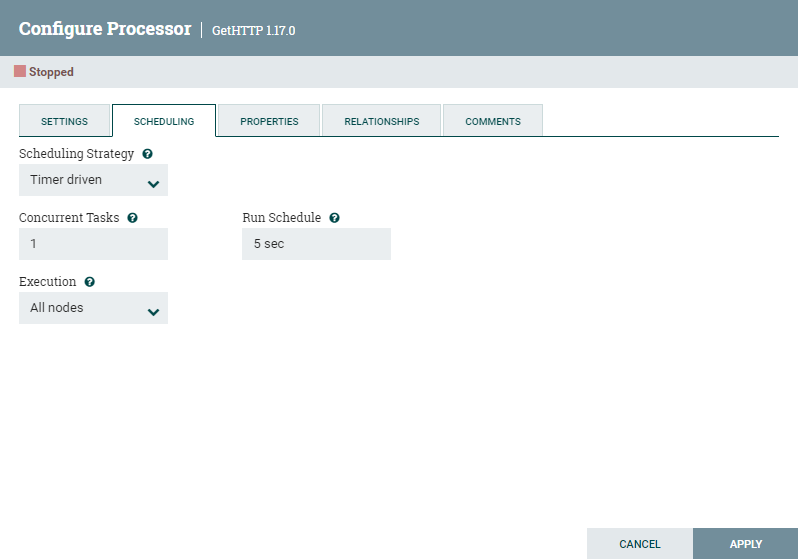 Configure Processor | GetHTTP 1.17.0
Stopped
SETTINGS SCHEDULING PROPERTIES RELATIONSHIPS COMMENTS
Scheduling Strategy
Timer driven
Concurrent Tasks Run Schedule
1 5 sec
Execution
All nodes
CANCEL APPLY